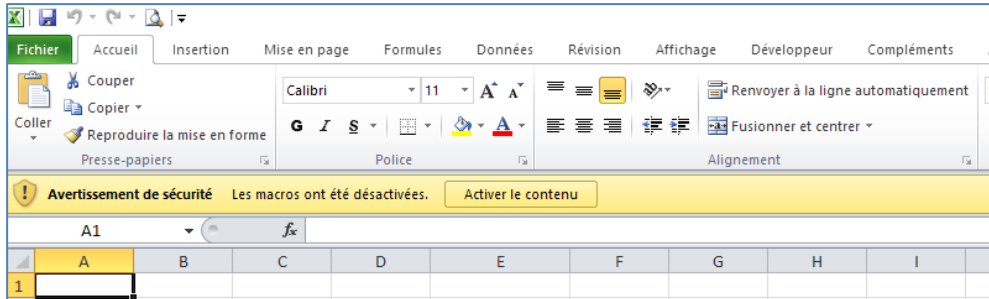 Fichier Accueil Insertion Mise en page Formules Données Révision Affichage Développeur Compléments
Couper
Calibri 11 A A Renvoyer à la ligne automatiquement
Copier
Coller
Reproduire la mise en forme G I S A Fusionner et centrer
Presse-papiers Police Alignement
Avertissement de sécurité Les macros ont été désactivées. Activer le contenu
A1 fx
A B C D E F G H I
1